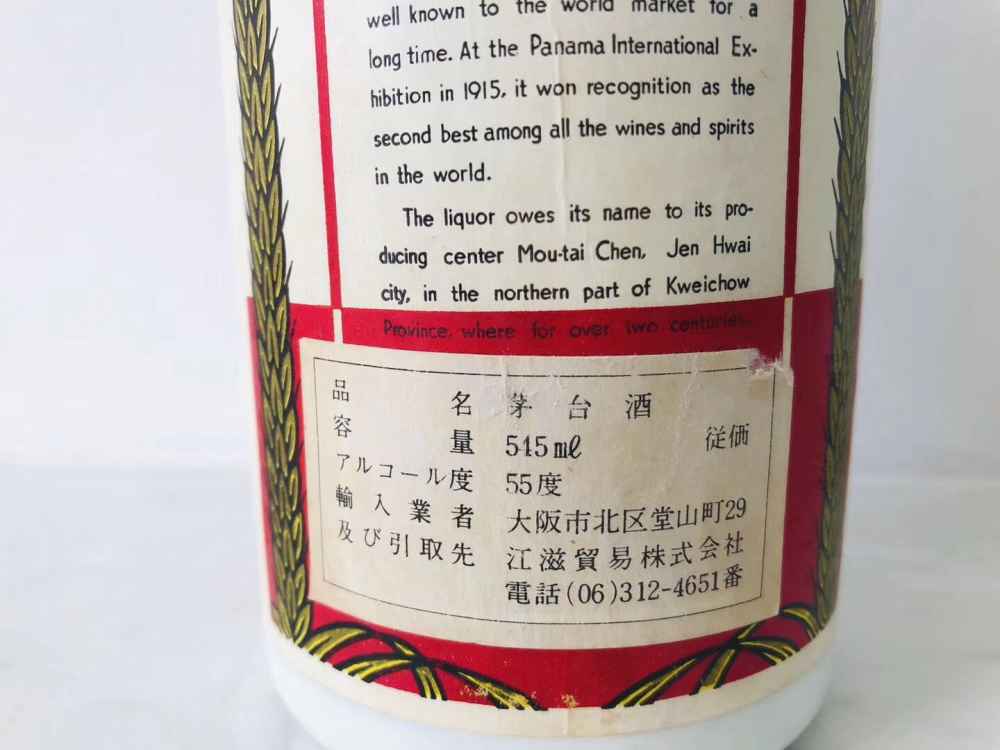 well known to the world market for a
long time. At the Panama International Ex-
hibition in 1915, it won recognition as the
second best among all the wines and spirits
in the world.
The liquor owes its name to its pro-
ducing center Mou-tai Chen, Jen Hwai
city, in the northern part of Kweichow
Province, where for over two centuries
品名 茅台酒
容量 545ml 従価
アルコール度 55度
輸入業者 大阪市北区堂山町29
及び引取先 江滋貿易株式会社
電話(06)312-4651番